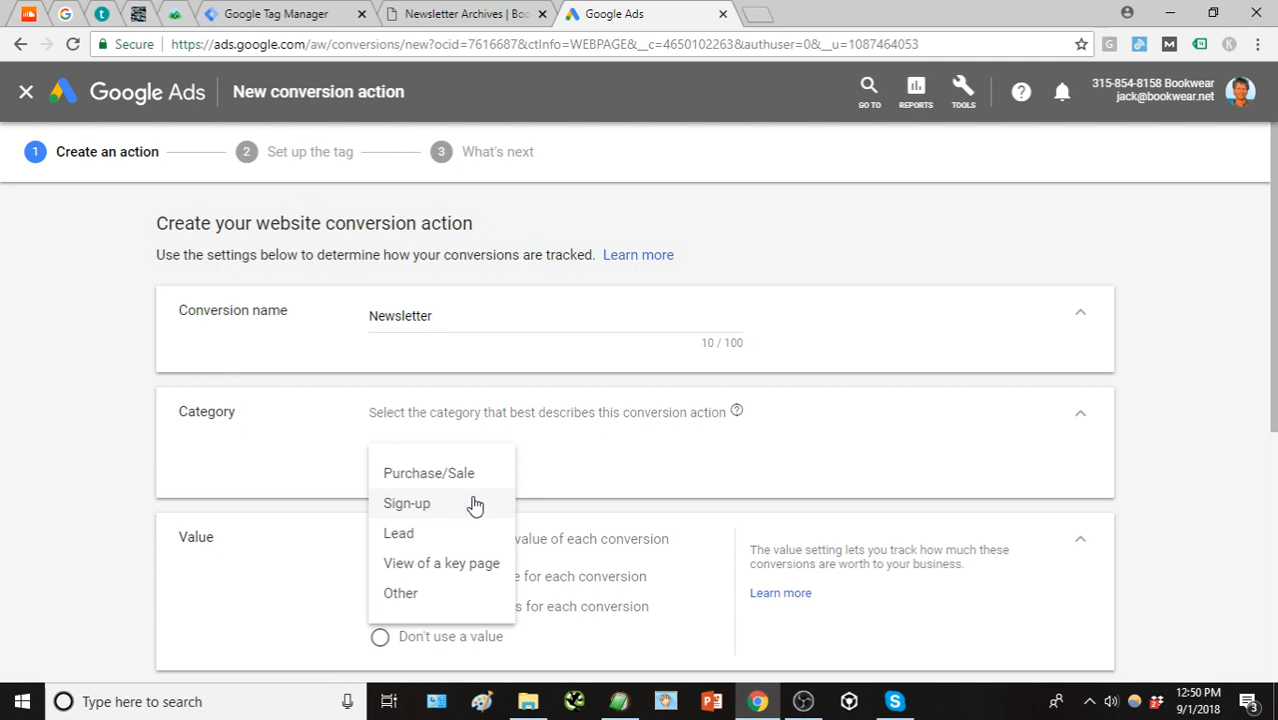 Google Tag Manager
Newsletter Archives | Boo
Google Ads
Secure
https://ads.google.com/aw/conversions/new?ocid=7616687&ctInfo=WEBPAGE&__c=4650102263&authuser=0&__u=1087464053
Google Ads
New conversion action
GO TO
REPORTS
TOOLS
315-854-8158 Bookwear
jack@bookwear.net
1 Create an action
2 Set up the tag
3 What's next
Create your website conversion action
Use the settings below to determine how your conversions are tracked. Learn more
Conversion name
Newsletter
10 / 100
Category
Select the category that best describes this conversion action
Purchase/Sale
Sign-up
Lead
View of a key page
Other
Value
value of each conversion
e for each conversion
s for each conversion
Don't use a value
The value setting lets you track how much these
conversions are worth to your business.
Learn more
Type here to search
12:50 PM
9/1/2018
3